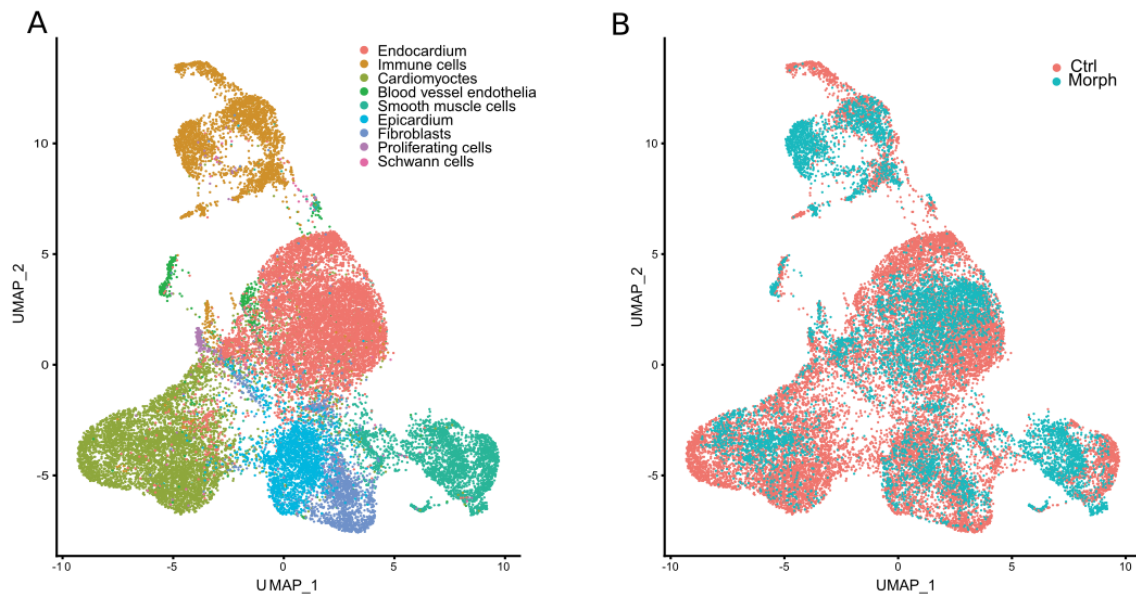 A
Endocardium
Immune cells
Cardiomyoctes
Blood vessel endothelia
Smooth muscle cells
Epicardium
Fibroblasts
Proliferating cells
Schwann cells
10
5
0
-5
UMAP_2
-10
-5
0
5
10
UMAP_1
B
Ctrl
Morph
10
5
0
-5
UMAP_2
-10
-5
0
5
10
UMAP_1